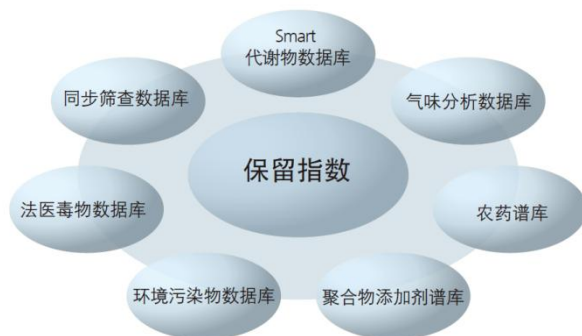 Smart
代谢物数据库
同步筛查数据库
气味分析数据库
保留指数
法医毒物数据库
农药谱库
环境污染物数据库
聚合物添加剂谱库